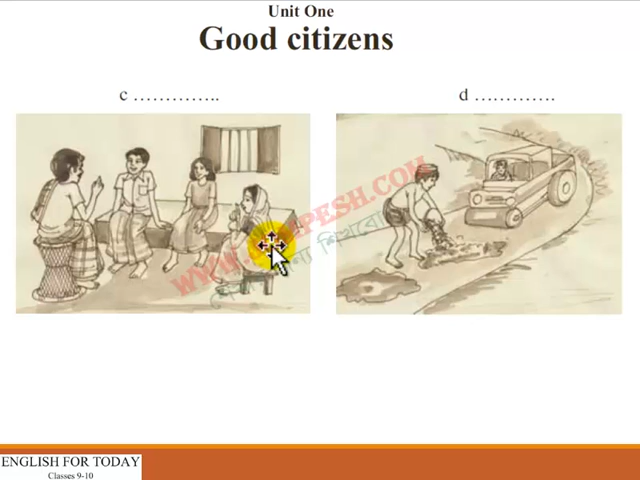 Unit One
Good citizens
c …………..
d ………….
ENGLISH FOR TODAY
Classes 9-10